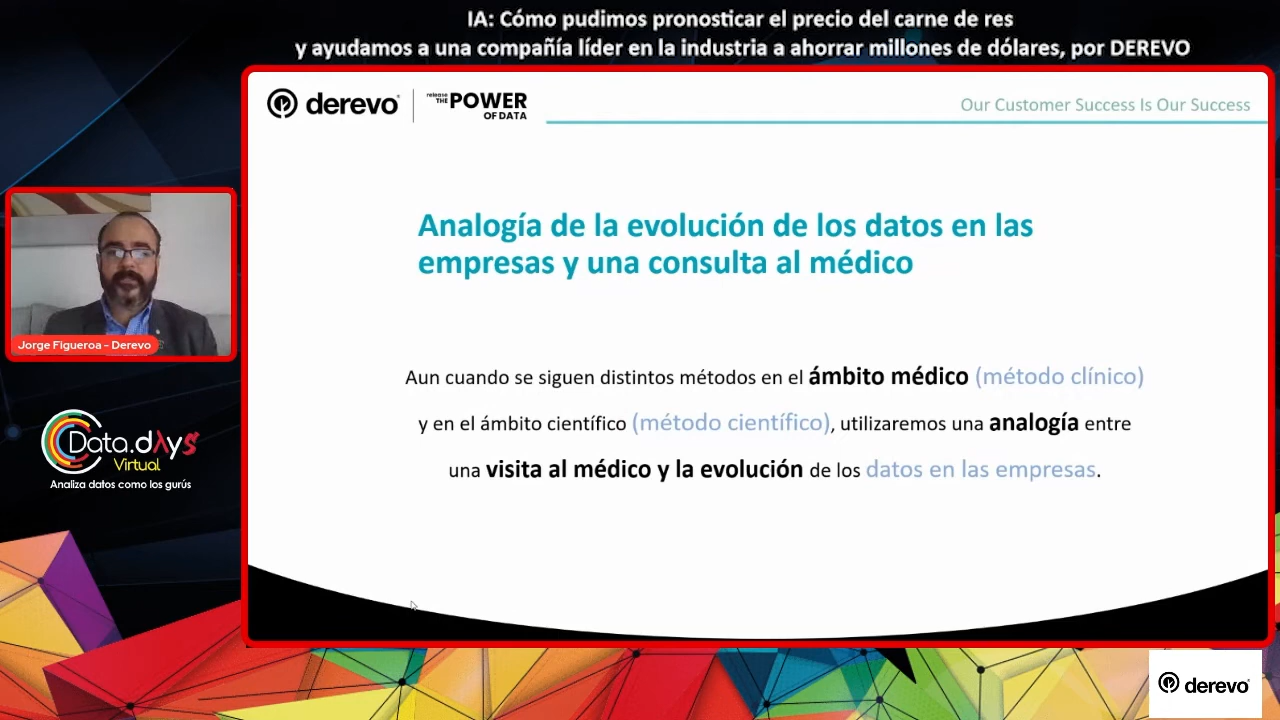 IA: Cómo pudimos pronosticar el precio del carne de res
y ayudamos a una compañía líder en la industria a ahorrar millones de dólares, por DEREVO
derevo
release
THE POWER
OF DATA
Our Customer Success Is Our Success
Analogía de la evolución de los datos en las
empresas y una consulta al médico
Aun cuando se siguen distintos métodos en el ámbito médico (método clínico)
y en el ámbito científico (método científico), utilizaremos una analogía entre
una visita al médico y la evolución de los datos en las empresas.
Jorge Figueroa - Derevo
Data.dAys
Virtual
Analiza datos como los gurús
derevo